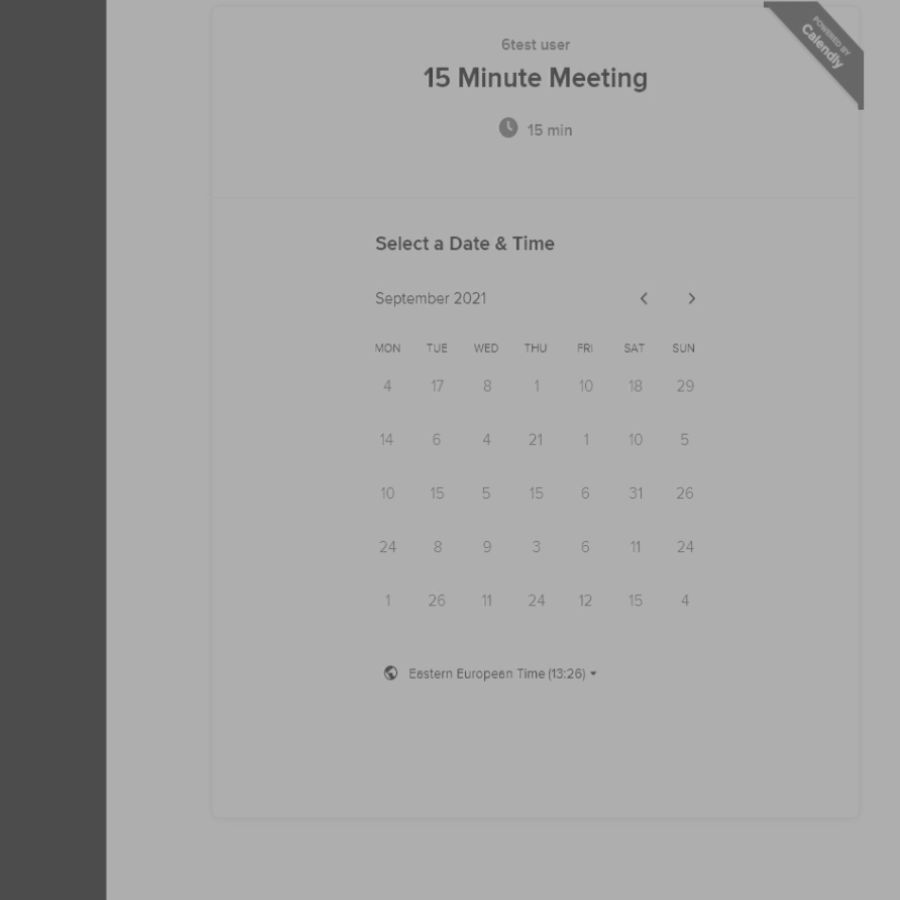 POWERED BY
Calendly
6test user
15 Minute Meeting
15 min
Select a Date & Time
September 2021
MON TUE WED THU FRI SAT SUN
4 17 8 1 10 18 29
14 6 4 21 1 10 5
10 15 5 15 6 31 26
24 8 9 3 6 11 24
1 26 11 24 12 15 4
Eastern European Time (13:26)